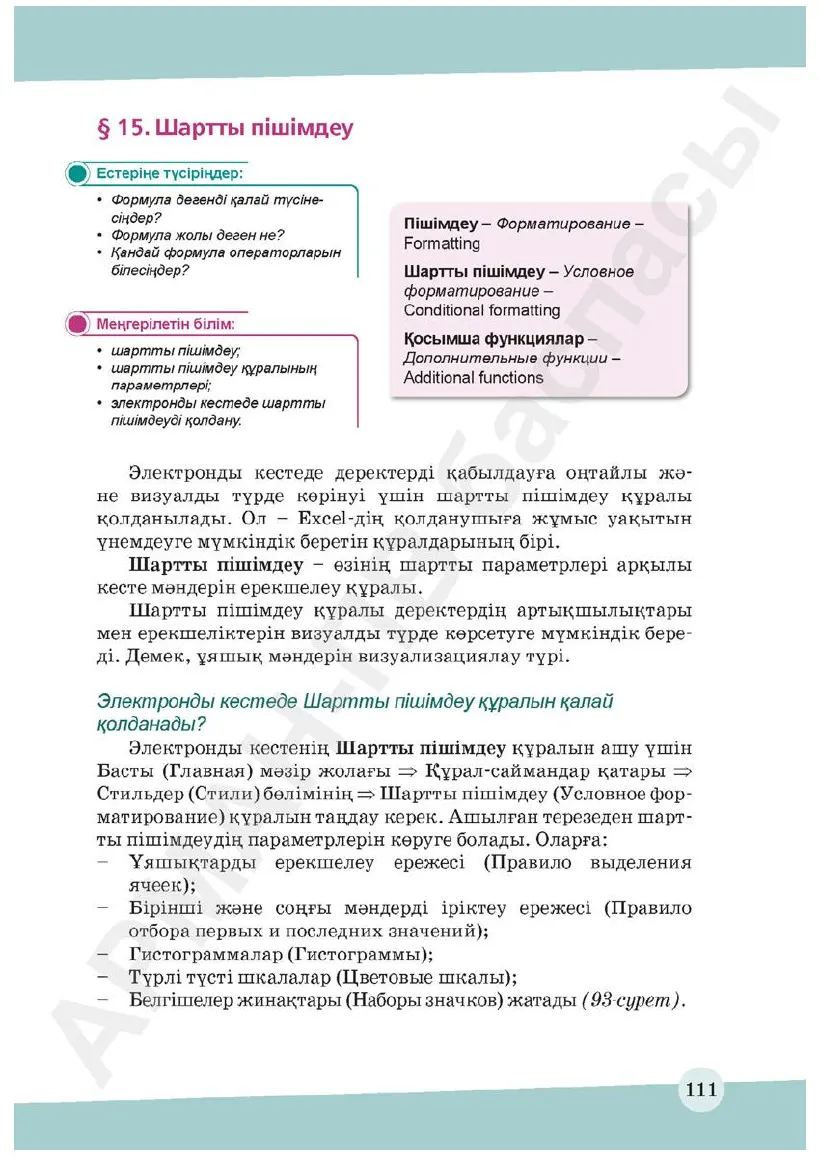 § 15. Шартты пішімдеу
Естеріңе түсіріңдер:
• Формула дегенді қалай түсіне-
сіңдер?
• Формула жолы деген не?
• Қандай формула операторларын
білесіңдер?
Меңгерілетін білім:
• шартты пішімдеу;
• шартты пішімдеу құралының
параметрлері;
• электронды кестеде шартты
пішімдеуді қолдану.
Пішімдеу – Форматирование –
Formatting
Шартты пішімдеу – Условное
форматирование –
Conditional formatting
Қосымша функциялар –
Дополнительные функции –
Additional functions
Электронды кестеде деректерді қабылдауға оңтайлы жә-
не визуалды түрде көрінуі үшін шартты пішімдеу құралы
қолданылады. Ол – Excel-дің қолданушыға жұмыс уақытын
үнемдеуге мүмкіндік беретін құралдарының бірі.
Шартты пішімдеу – өзінің шартты параметрлері арқылы
кесте мәндерін ерекшелеу құралы.
Шартты пішімдеу құралы деректердің артықшылықтары
мен ерекшеліктерін визуалды түрде көрсетуге мүмкіндік бере-
ді. Демек, ұяшық мәндерін визуализациялау түрі.
Электронды кестеде Шартты пішімдеу құралын қалай
қолданады?
Электронды кестенің Шартты пішімдеу құралын ашу үшін
Басты (Главная) мәзір жолағы ⇒ Құрал-саймандар қатары ⇒
Стильдер (Стили) бөлімінің ⇒ Шартты пішімдеу (Условное фор-
матирование) құралын таңдау керек. Ашылған терезеден шарт-
ты пішімдеудің параметрлерін көруге болады. Оларға:
– Ұяшықтарды ерекшелеу ережесі (Правило выделения
ячеек);
– Бірінші және соңғы мәндерді іріктеу ережесі (Правило
отбора первых и последних значений);
– Гистограммалар (Гистограммы);
– Түрлі түсті шкалалар (Цветовые шкалы);
– Белгішелер жинақтары (Наборы значков) жатады (93-сурет).
111
АРМАН-ПВ баспасы